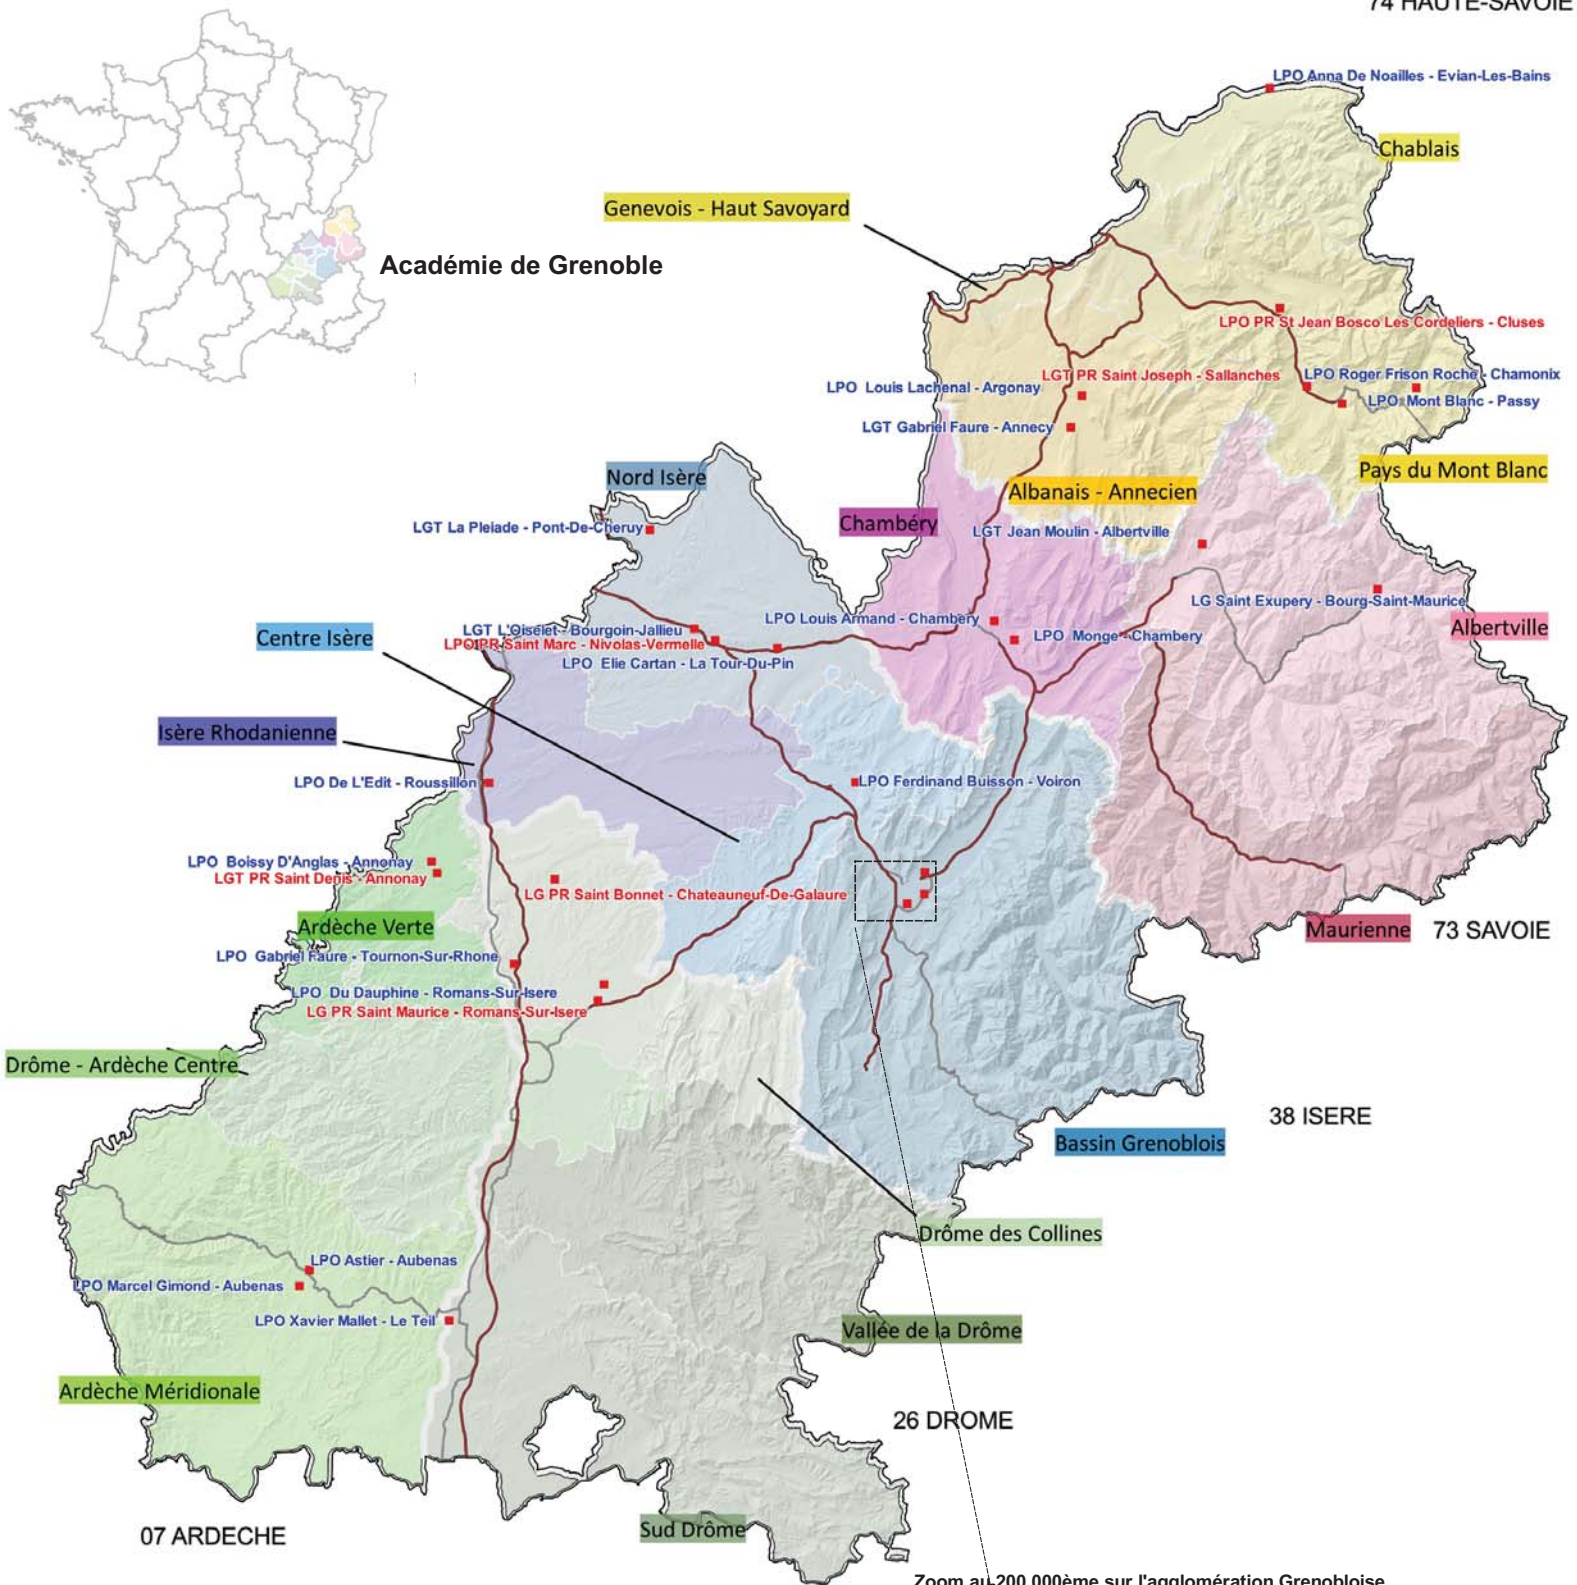 74 HAUTE-SAVOIE
LPO Anna De Noailles - Evian-Les-Bains
Chablais
Genevois - Haut Savoyard
Académie de Grenoble
LPO PR St Jean Bosco Les Cordeliers - Cluses
LGT PR Saint Joseph - Sallanches
LPO Roger Frison Roche - Chamonix
LPO Louis Lachenal - Argonay
LPO Mont Blanc - Passy
LGT Gabriel Faure - Annecy
Pays du Mont Blanc
Nord Isère
Albanais - Annecien
Chambéry
LGT La Pleiade - Pont-De-Cheruy
LGT Jean Moulin - Albertville
LG Saint Exupery - Bourg-Saint-Maurice
LPO Louis Armand - Chambery
Albertville
LGT L'Oiselet - Bourgoin-Jallieu
Centre Isère
LPO Monge - Chambery
LPO PR Saint Marc - Nivolas-Vermelle
LPO Elie Cartan - La Tour-Du-Pin
Isère Rhodanienne
LPO De L'Edit - Roussillon
LPO Ferdinand Buisson - Voiron
LPO Boissy D'Anglas - Annonay
LGT PR Saint Denis - Annonay
LG PR Saint Bonnet - Chateauneuf-De-Galaure
Ardèche Verte
Maurienne
73 SAVOIE
LPO Gabriel Faure - Tournon-Sur-Rhone
LPO Du Dauphine - Romans-Sur-Isere
LG PR Saint Maurice - Romans-Sur-Isere
Drôme - Ardèche Centre
38 ISERE
Bassin Grenoblois
Drôme des Collines
LPO Astier - Aubenas
LPO Marcel Gimond - Aubenas
LPO Xavier Mallet - Le Teil
Vallée de la Drôme
Ardèche Méridionale
26 DROME
Sud Drôme
07 ARDECHE
Zoom au 200 000ème sur l'agglomération Grenobloise